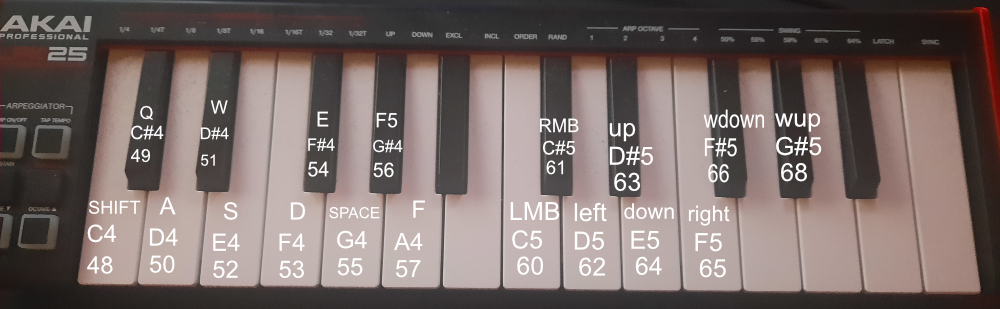 AKAI
PROFESSIONAL
25
1/4 1/4T 1/8 1/8T 1/16 1/16T 1/32 1/32T UP DOWN EXCL INCL ORDER RAND
ARP OCTAVE
1 2 3 4
SWING
50% 55% 59% 61% 64%
LATCH SYNC
ARPEGGIATOR
ON/OFF TAP TEMPO
OCTAVE
Q
C#4
49
W
D#4
51
E
F#4
54
F5
G#4
56
RMB
C#5
61
up
D#5
63
wdown
F#5
66
wup
G#5
68
SHIFT
C4
48
A
D4
50
S
E4
52
D
F4
53
SPACE
G4
55
F
A4
57
LMB
C5
60
left
D5
62
down
E5
64
right
F5
65